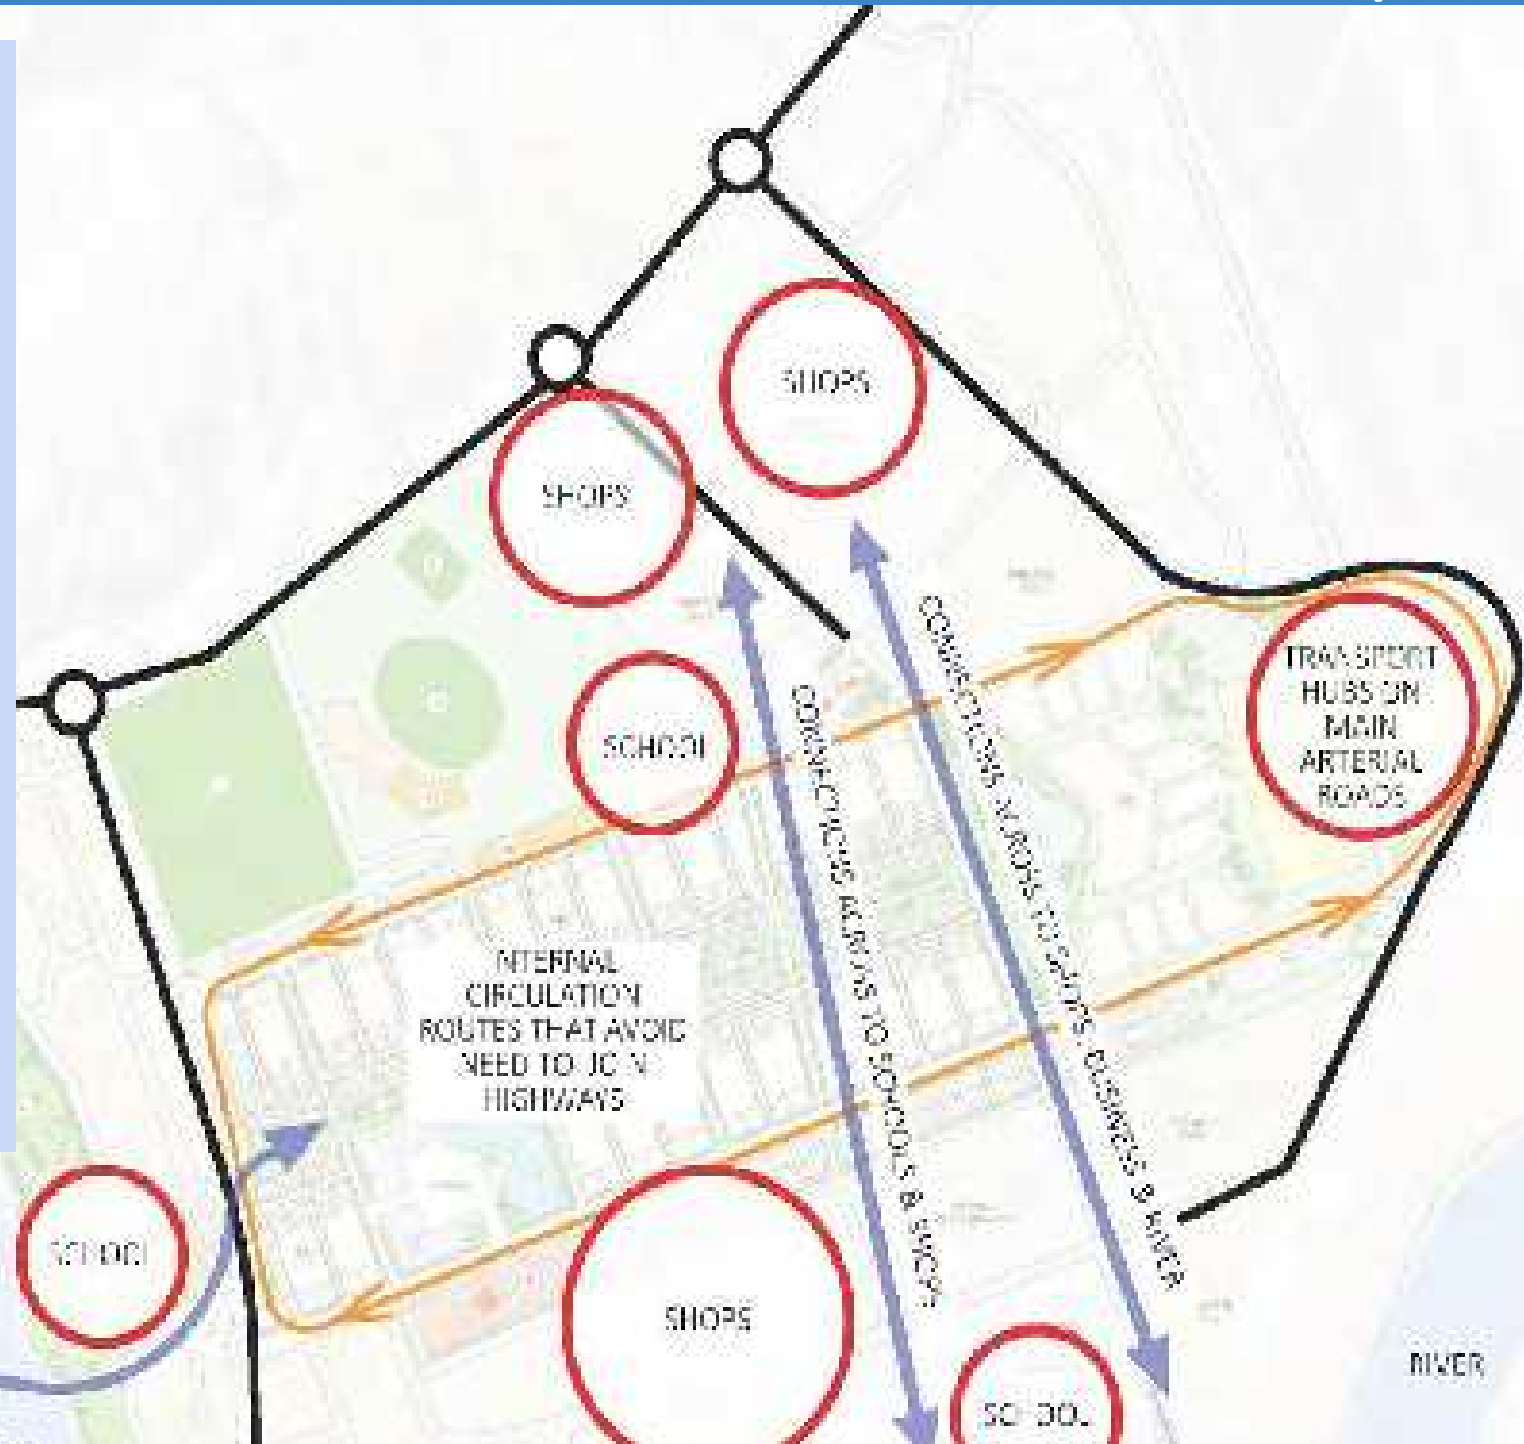 SHOPS
SHOPS
SCHOOL
TRANSPORT
HUBS ON
MAIN
ARTERIAL
ROADS
CONNECTIONS ACROSS TO SHOPS, BUSINESS & RIVER
CONNECTIONS ACROSS TO SCHOOLS & SHOPS
INTERNAL
CIRCULATION
ROUTES THAT AVOID
NEED TO JOIN
HIGHWAYS
SCHOOL
SHOPS
RIVER
SCHOOL